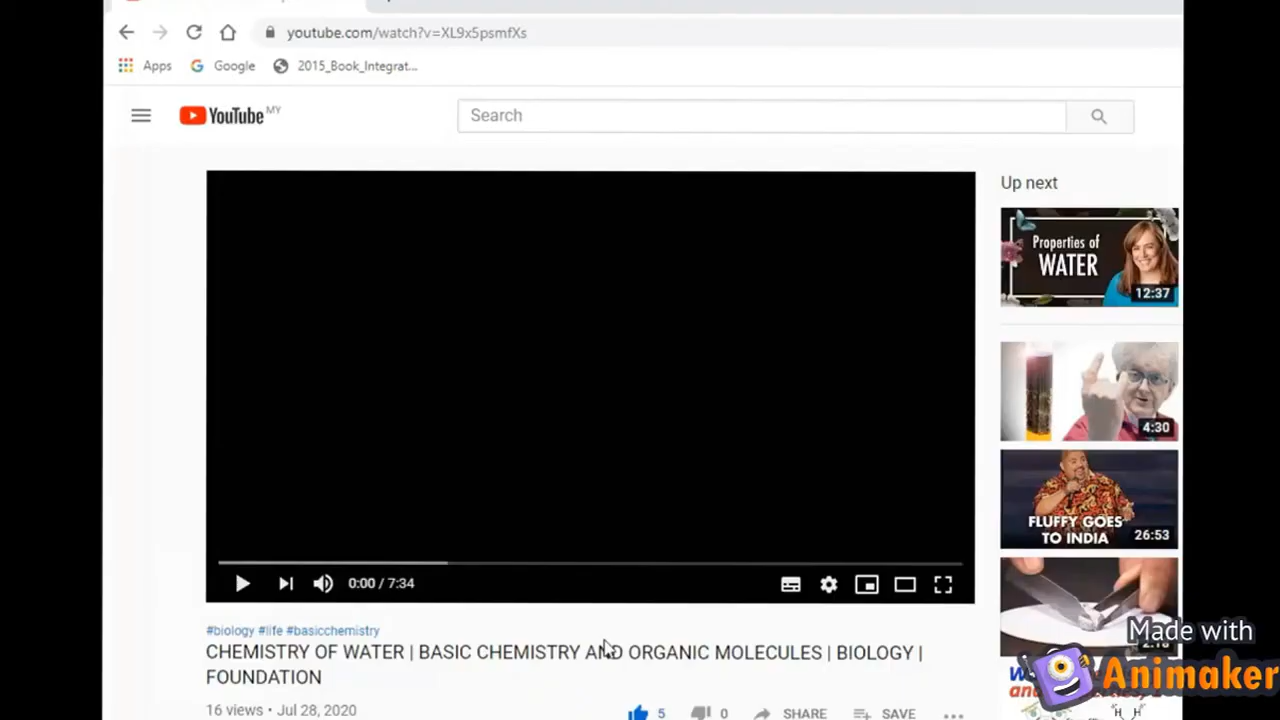 youtube.com/watch?v=XL9x5psmfXs
Apps Google 2015_Book_Integrat...
YouTube MY
Search
Up next
Properties of
WATER
12:37
4:30
FLUFFY GOES
TO INDIA
26:53
0:00 / 7:34
#biology #life #basicchemistry
CHEMISTRY OF WATER | BASIC CHEMISTRY AND ORGANIC MOLECULES | BIOLOGY |
FOUNDATION
16 views • Jul 28, 2020
5 0 SHARE SAVE
Made with
Animaker
H H